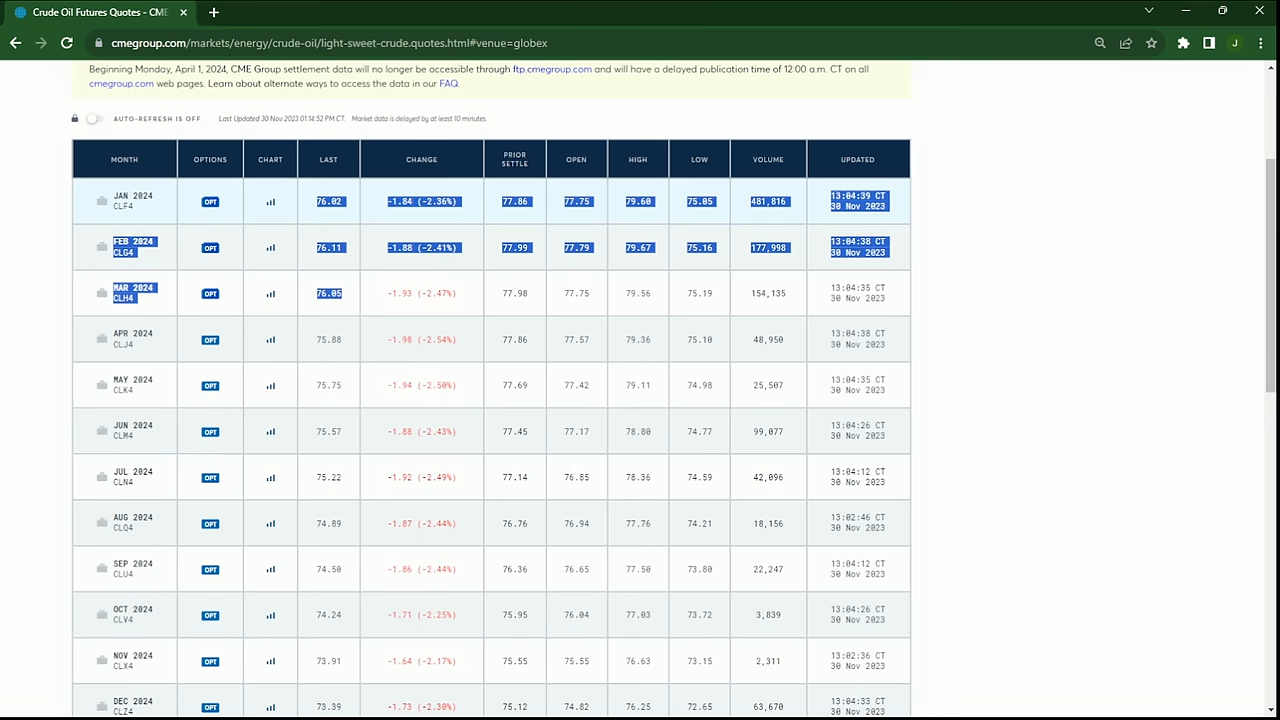 Crude Oil Futures Quotes - CME
cmegroup.com/markets/energy/crude-oil/light-sweet-crude.quotes.html#venue=globex
J
Beginning Monday, April 1, 2024, CME Group settlement data will no longer be accessible through ftp.cmegroup.com and will have a delayed publication time of 12:00 a.m. CT on all
cmegroup.com web pages. Learn about alternate ways to access the data in our FAQ.
AUTO-REFRESH IS OFF Last Updated 30 Nov 2023 01:14:52 PM CT. Market data is delayed by at least 10 minutes.
MONTH OPTIONS CHART LAST CHANGE PRIOR SETTLE OPEN HIGH LOW VOLUME UPDATED
JAN 2024 CLF4 OPT 76.02 -1.84 (-2.36%) 77.86 77.75 79.60 75.05 481,816 13:04:39 CT 30 Nov 2023
FEB 2024 CLG4 OPT 76.11 -1.88 (-2.41%) 77.99 77.79 79.67 75.16 177,998 13:04:38 CT 30 Nov 2023
MAR 2024 CLH4 OPT 76.05 -1.93 (-2.47%) 77.98 77.75 79.56 75.19 154,135 13:04:35 CT 30 Nov 2023
APR 2024 CLJ4 OPT 75.88 -1.98 (-2.54%) 77.86 77.57 79.36 75.10 48,950 13:04:38 CT 30 Nov 2023
MAY 2024 CLK4 OPT 75.75 -1.94 (-2.50%) 77.69 77.42 79.11 74.98 25,507 13:04:35 CT 30 Nov 2023
JUN 2024 CLM4 OPT 75.57 -1.88 (-2.43%) 77.45 77.17 78.80 74.77 99,077 13:04:26 CT 30 Nov 2023
JUL 2024 CLN4 OPT 75.22 -1.92 (-2.49%) 77.14 76.85 78.36 74.59 42,096 13:04:12 CT 30 Nov 2023
AUG 2024 CLQ4 OPT 74.89 -1.87 (-2.44%) 76.76 76.94 77.76 74.21 18,156 13:02:46 CT 30 Nov 2023
SEP 2024 CLU4 OPT 74.50 -1.86 (-2.44%) 76.36 76.65 77.50 73.80 22,247 13:04:12 CT 30 Nov 2023
OCT 2024 CLV4 OPT 74.24 -1.71 (-2.25%) 75.95 76.04 77.03 73.72 3,839 13:04:26 CT 30 Nov 2023
NOV 2024 CLX4 OPT 73.91 -1.64 (-2.17%) 75.55 75.55 76.63 73.15 2,311 13:02:36 CT 30 Nov 2023
DEC 2024 CLZ4 OPT 73.39 -1.73 (-2.30%) 75.12 74.82 76.25 72.65 63,670 13:04:33 CT 30 Nov 2023